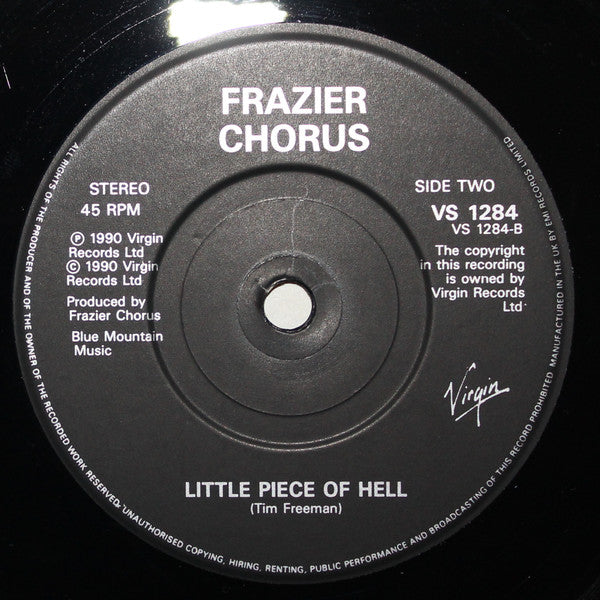 FRAZIER
CHORUS
STEREO
45 RPM
℗ 1990 Virgin
Records Ltd
© 1990 Virgin
Records Ltd
Produced by
Frazier Chorus
Blue Mountain
Music
SIDE TWO
VS 1284
VS 1284-B
The copyright
in this recording
is owned by
Virgin Records
Ltd
Virgin
LITTLE PIECE OF HELL
(Tim Freeman)
ALL RIGHTS OF THE PRODUCER AND OF THE OWNER OF THE RECORDED WORK RESERVED. UNAUTHORISED COPYING, HIRING, RENTING, PUBLIC PERFORMANCE AND BROADCASTING OF THIS RECORD PROHIBITED. MANUFACTURED IN THE UK BY EMI RECORDS LIMITED